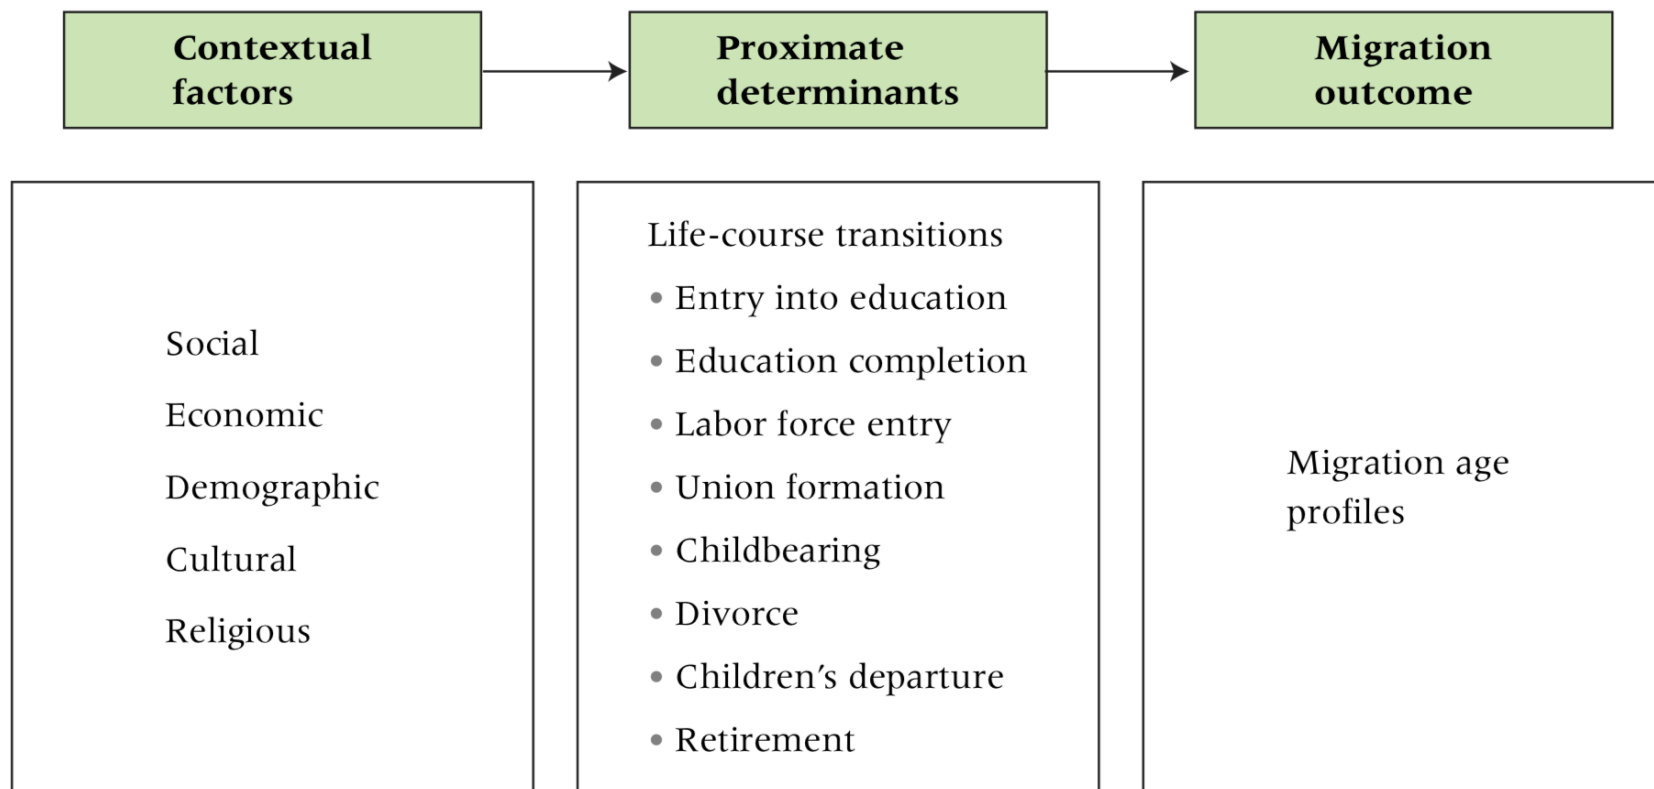 Contextual
factors
Proximate
determinants
Migration
outcome
Social
Economic
Demographic
Cultural
Religious
Life-course transitions
• Entry into education
• Education completion
• Labor force entry
• Union formation
• Childbearing
• Divorce
• Children’s departure
• Retirement
Migration age
profiles